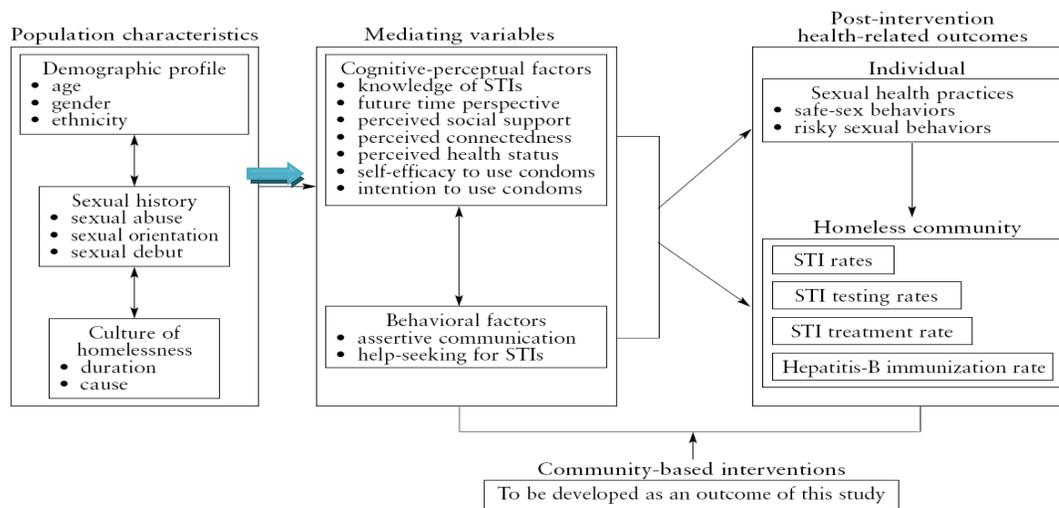 Population characteristics
Demographic profile
• age
• gender
• ethnicity
Sexual history
• sexual abuse
• sexual orientation
• sexual debut
Culture of
homelessness
• duration
• cause
Mediating variables
Cognitive-perceptual factors
• knowledge of STIs
• future time perspective
• perceived social support
• perceived connectedness
• perceived health status
• self-efficacy to use condoms
• intention to use condoms
Behavioral factors
• assertive communication
• help-seeking for STIs
Post-intervention
health-related outcomes
Individual
Sexual health practices
• safe-sex behaviors
• risky sexual behaviors
Homeless community
STI rates
STI testing rates
STI treatment rate
Hepatitis-B immunization rate
Community-based interventions
To be developed as an outcome of this study